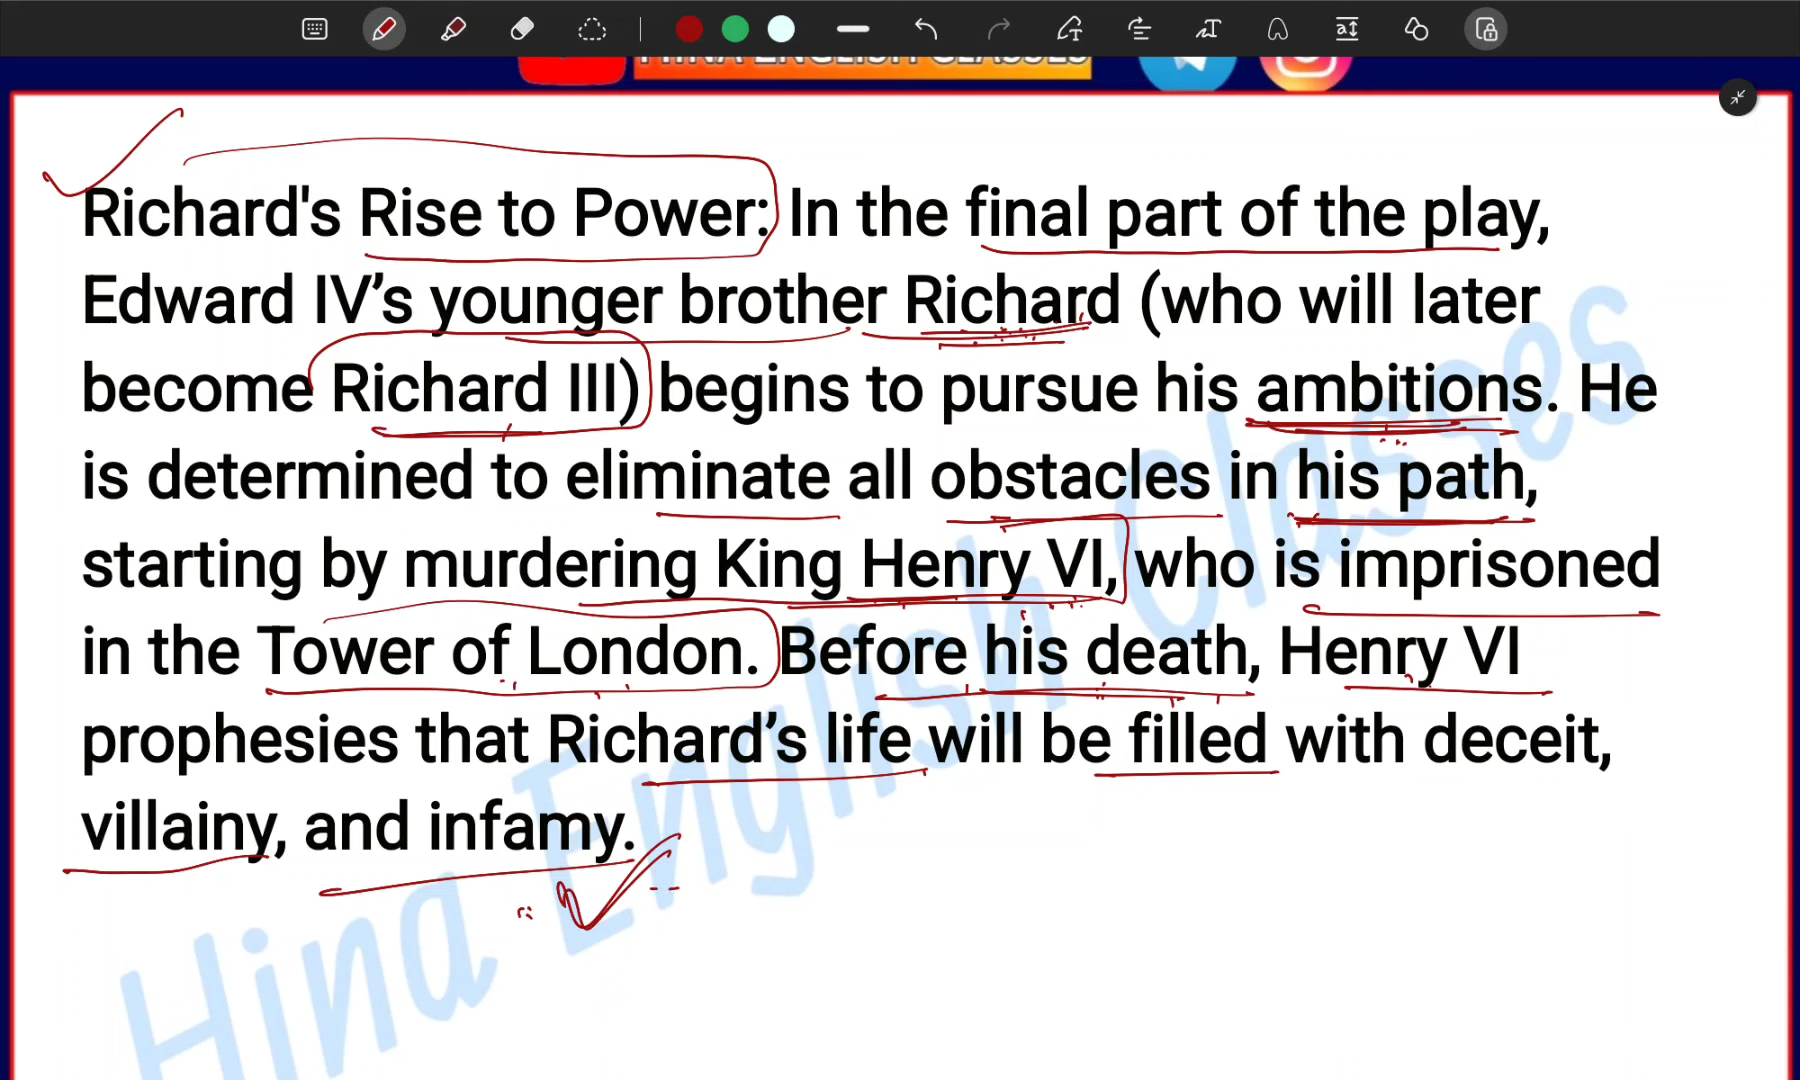 HINA ENGLISH CLASSES
Richard's Rise to Power: In the final part of the play,
Edward IV’s younger brother Richard (who will later
become Richard III) begins to pursue his ambitions. He
is determined to eliminate all obstacles in his path,
starting by murdering King Henry VI, who is imprisoned
in the Tower of London. Before his death, Henry VI
prophesies that Richard’s life will be filled with deceit,
villainy, and infamy.
Hina English Classes